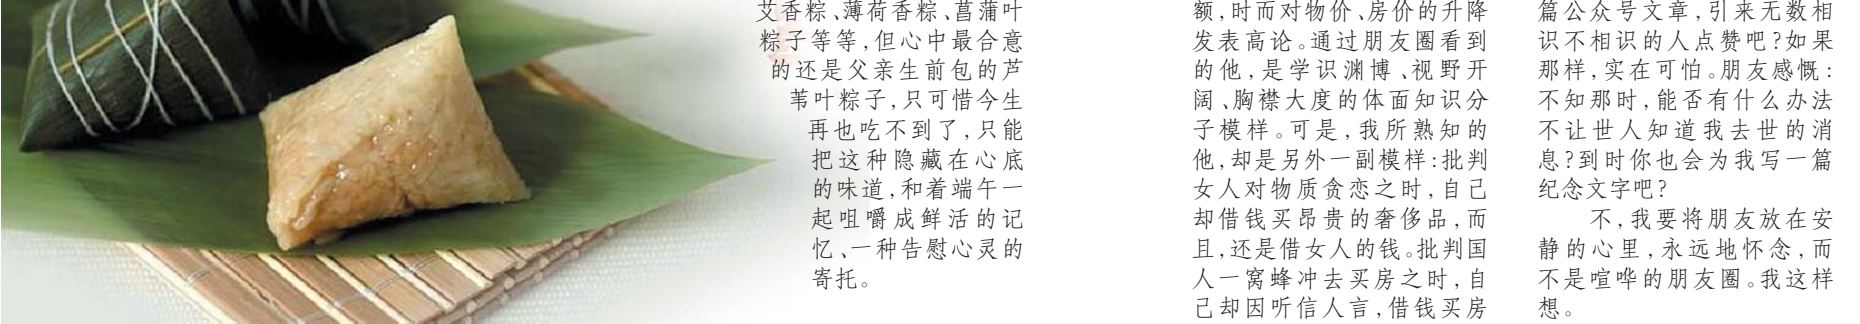 艾香粽、薄荷香粽、菖蒲叶
粽子等等,但心中最合意
的还是父亲生前包的芦
苇叶粽子,只可惜今生
再也吃不到了,只能
把这种隐藏在心底
的味道,和着端午一
起咀嚼成鲜活的记
忆、一种告慰心灵的
寄托。
额,时而对物价、房价的升降
发表高论。通过朋友圈看到
的他,是学识渊博、视野开
阔、胸襟大度的体面知识分
子模样。可是,我所熟知的
他,却是另外一副模样:批判
女人对物质贪恋之时,自己
却借钱买昂贵的奢侈品,而
且,还是借女人的钱。批判国
人一窝蜂冲去买房之时,自
己却因听信人言,借钱买房
篇公众号文章,引来无数相
识不相识的人点赞吧?如果
那样,实在可怕。朋友感慨:
不知那时,能否有什么办法
不让世人知道我去世的消
息?到时你也会为我写一篇
纪念文字吧?
不,我要将朋友放在安
静的心里,永远地怀念,而
不是喧哗的朋友圈。我这样
想。